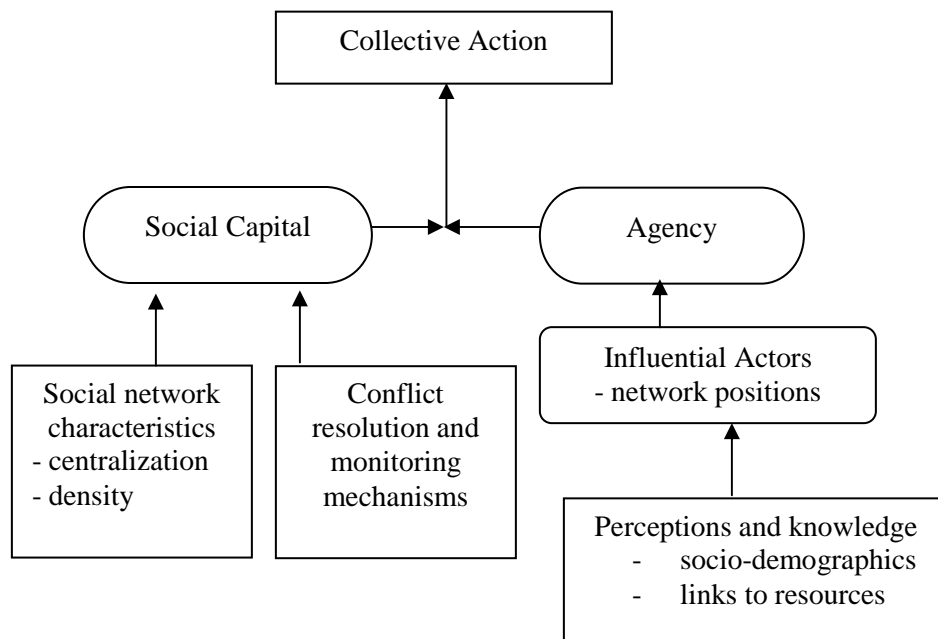 Collective Action
Social Capital
Agency
Influential Actors
- network positions
Social network
characteristics
- centralization
- density
Conflict
resolution and
monitoring
mechanisms
Perceptions and knowledge
- socio-demographics
- links to resources